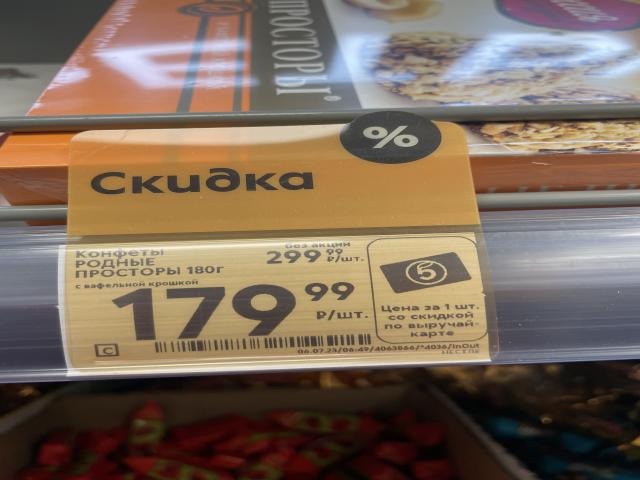 ПРОСТОРЫ
%
Скидка
Конфеты
РОДНЫЕ
ПРОСТОРЫ 180г
с вафельной крошкой
без акции
299 99
₽/шт.
179 99
₽/шт.
5
Цена за 1 шт.
со скидкой
по выручай-
карте
C
06.07.23/06:49/4063866/*4036/InOut